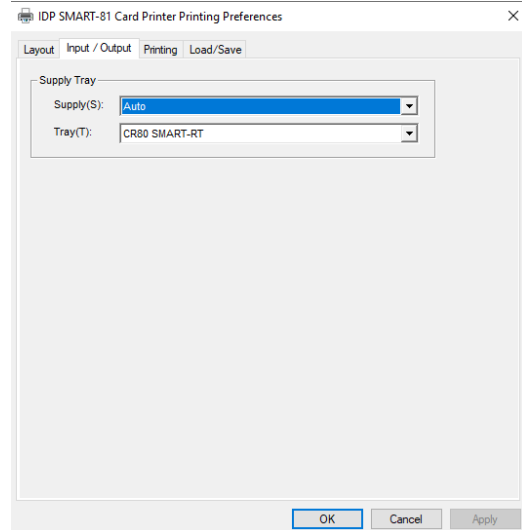 IDP SMART-81 Card Printer Printing Preferences
Layout Input / Output Printing Load/Save
Supply Tray
Supply(S): Auto
Tray(T): CR80 SMART-RT
OK Cancel Apply